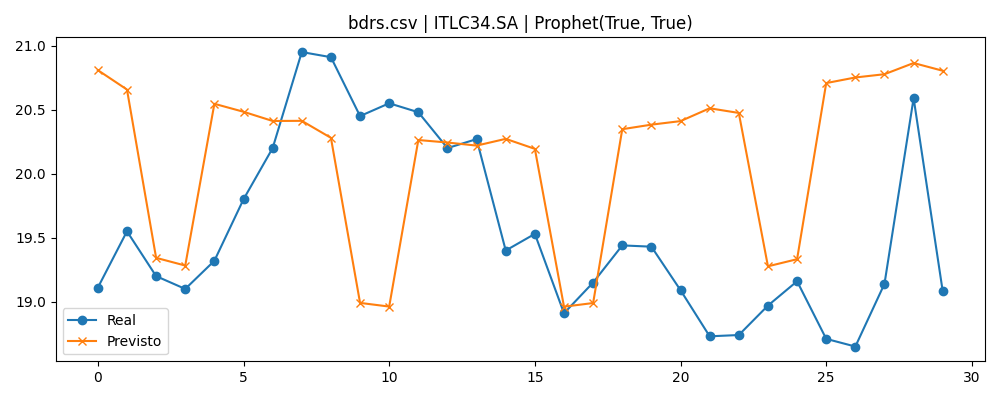 bdrs.csv | ITLC34.SA | Prophet(True, True)
21.0
20.5
20.0
19.5
19.0
Real
Previsto
0 5 10 15 20 25 30